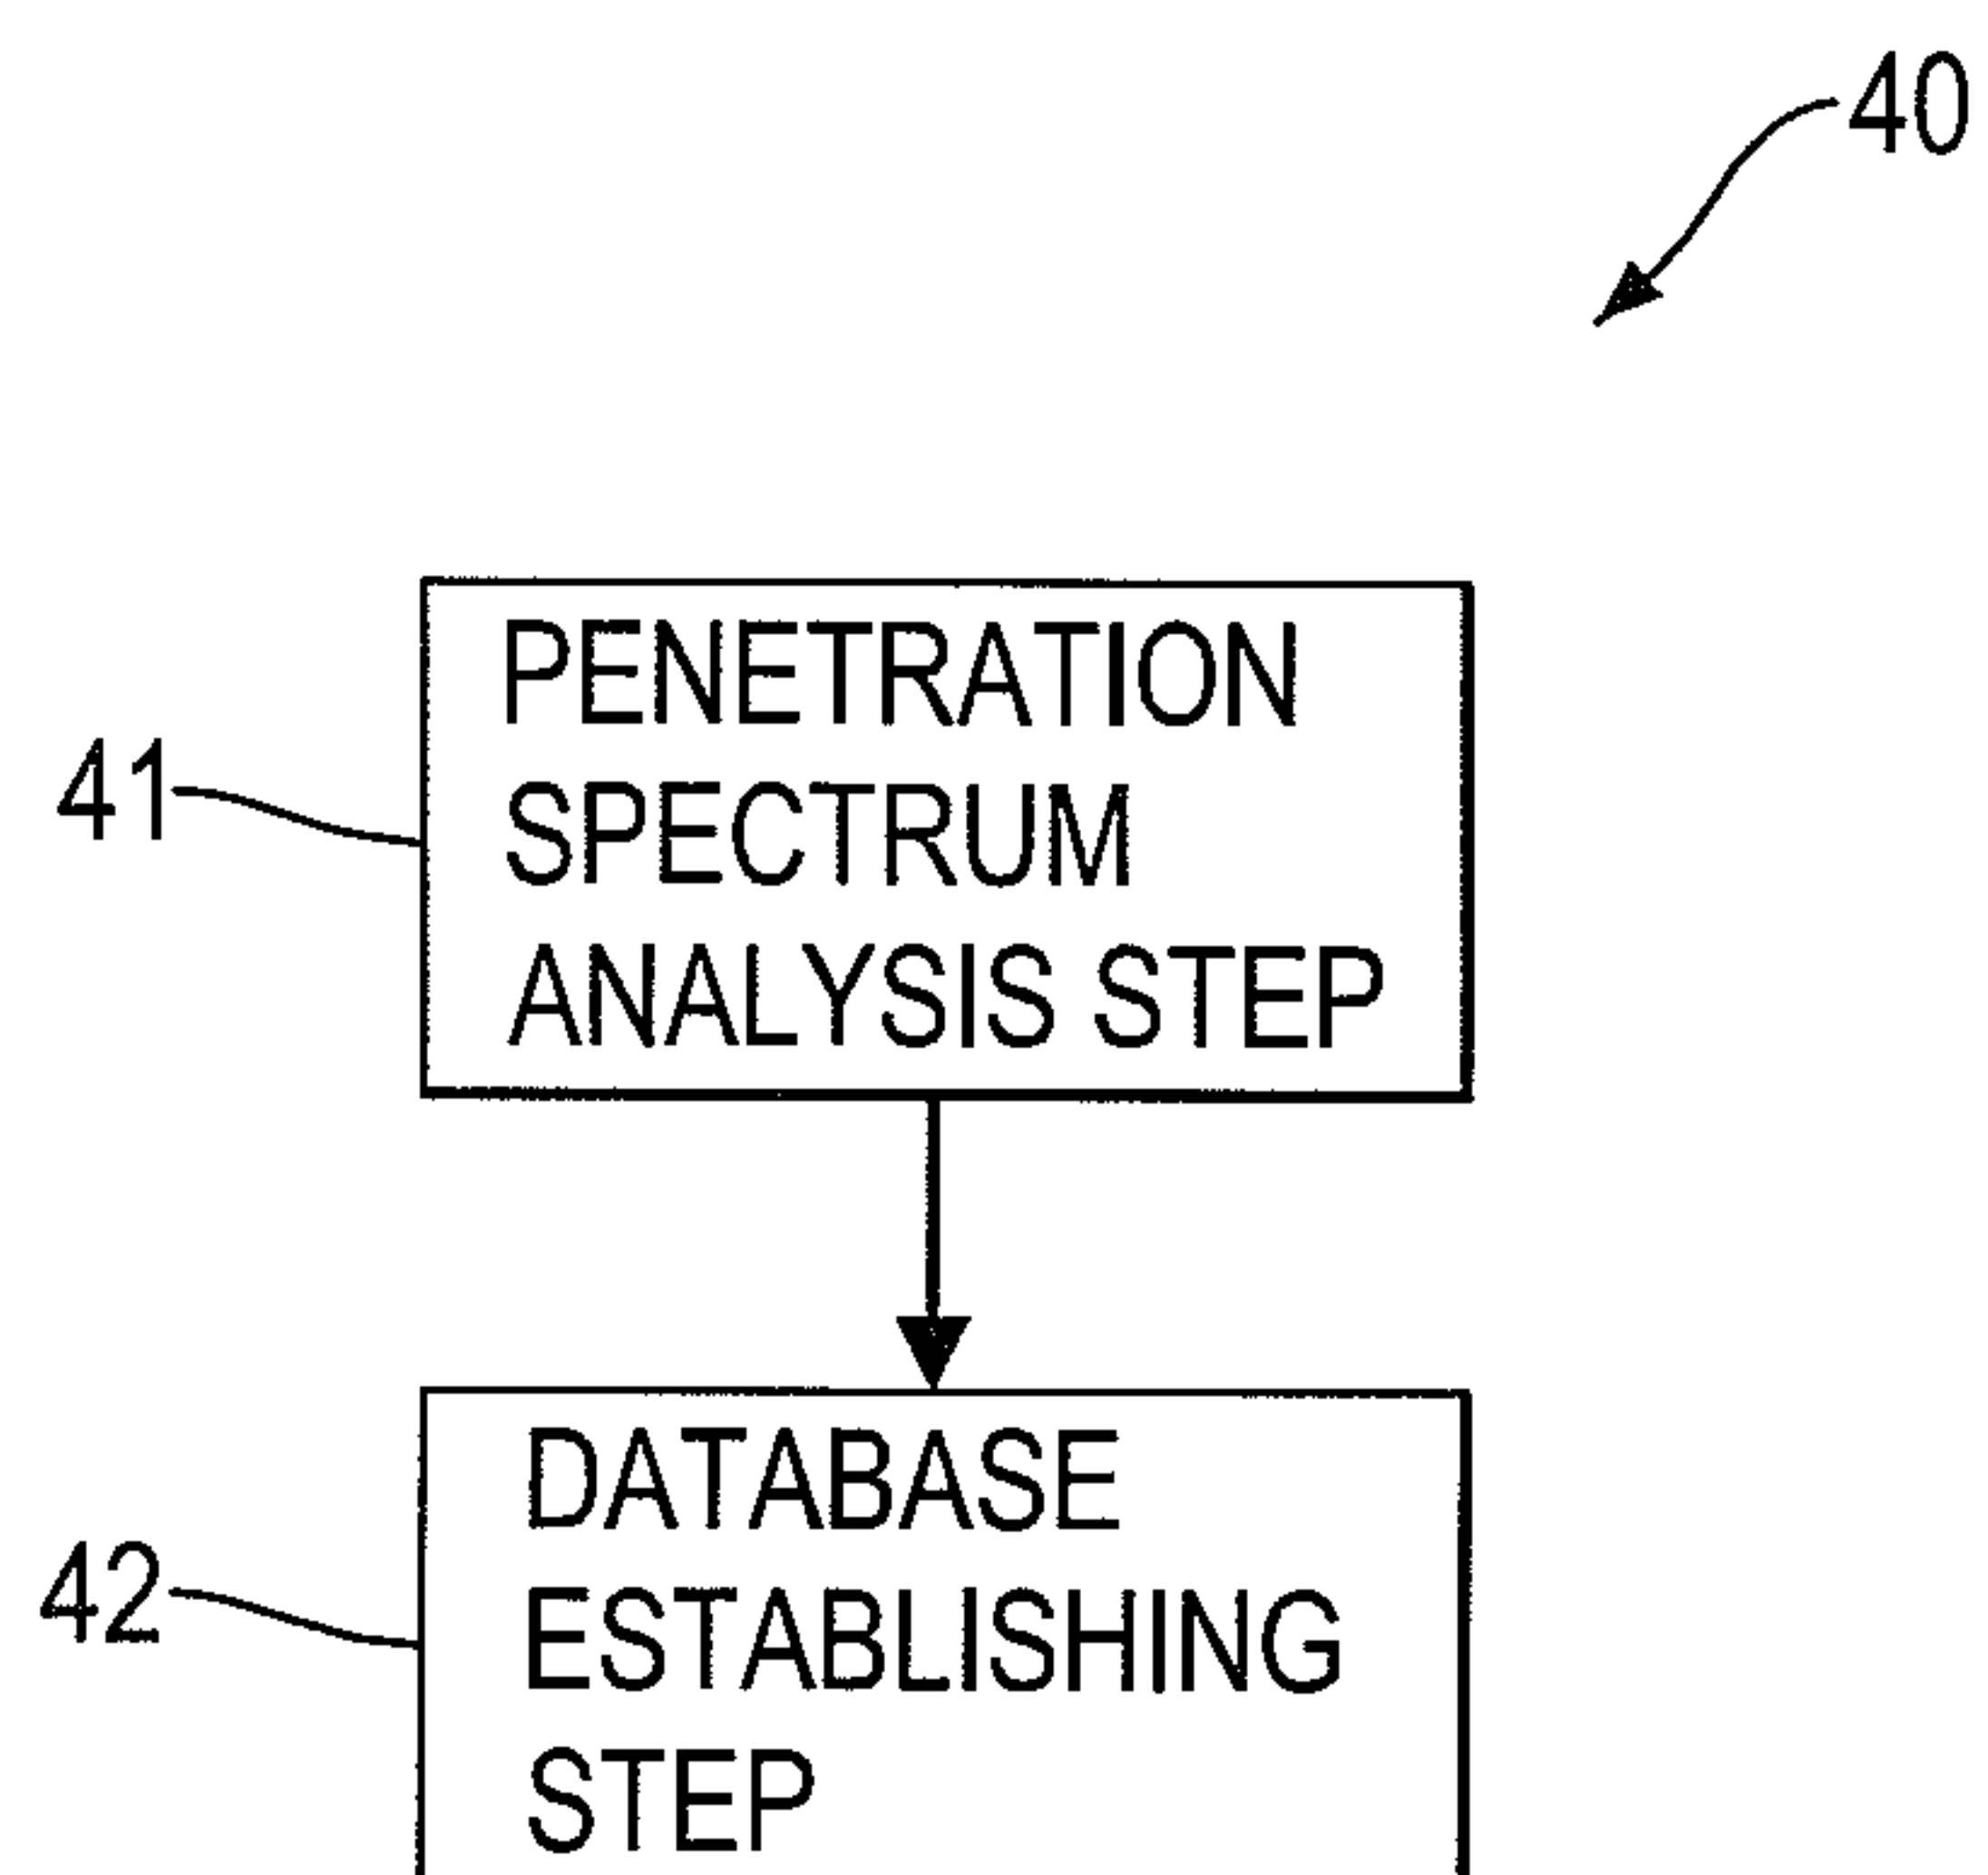 40
PENETRATION
SPECTRUM
ANALYSIS STEP
41
DATABASE
ESTABLISHING
STEP
42